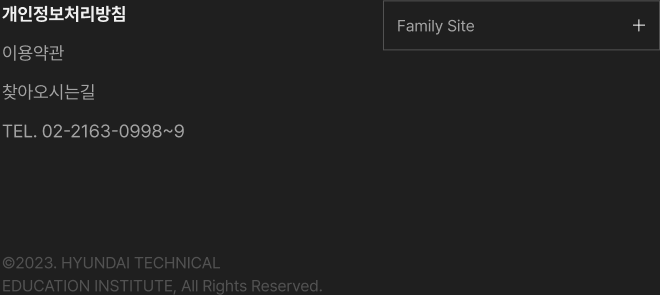 개인정보처리방침
Family Site +
이용약관
찾아오시는길
TEL. 02-2163-0998~9
©2023. HYUNDAI TECHNICAL
EDUCATION INSTITUTE, All Rights Reserved.